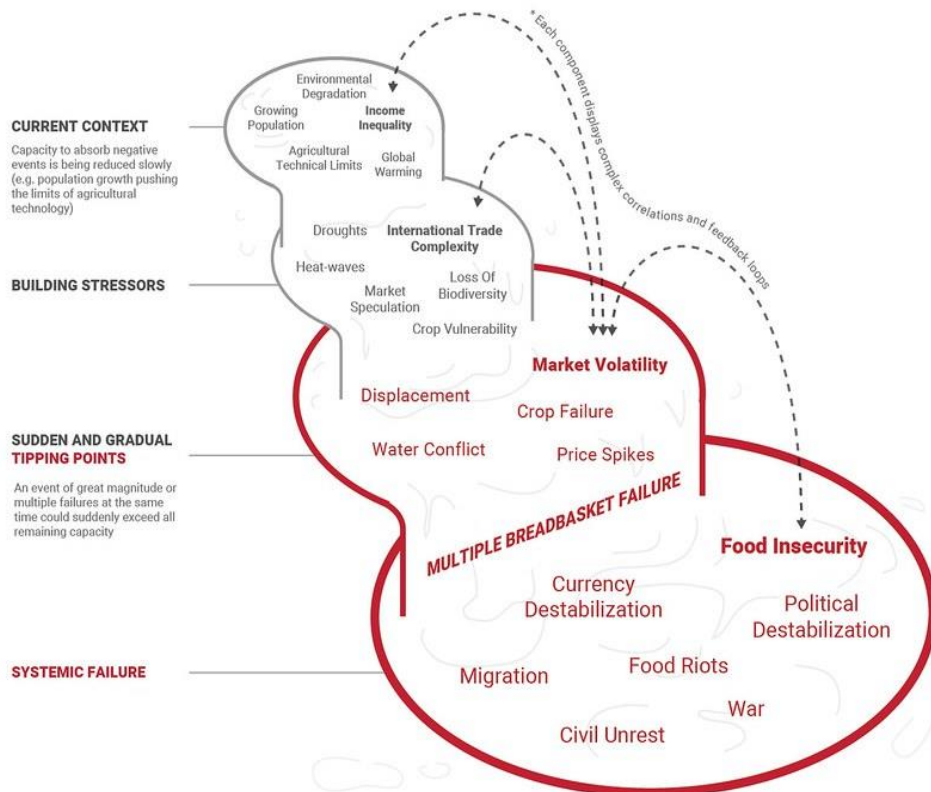 * Each component displays complex correlations and feedback loops
Environmental
Degradation
Growing
Population
Income
Inequality
Agricultural
Technical Limits
Global
Warming
CURRENT CONTEXT
Capacity to absorb negative
events is being reduced slowly
(e.g. population growth pushing
the limits of agricultural
technology)
Droughts
International Trade
Complexity
Heat-waves
Loss Of
Biodiversity
Market
Speculation
Crop Vulnerability
BUILDING STRESSORS
Market Volatility
Displacement
Crop Failure
Water Conflict
Price Spikes
SUDDEN AND GRADUAL
TIPPING POINTS
An event of great magnitude or
multiple failures at the same
time could suddenly exceed all
remaining capacity
MULTIPLE BREADBASKET FAILURE
Food Insecurity
Currency
Destabilization
Political
Destabilization
Migration
Food Riots
War
Civil Unrest
SYSTEMIC FAILURE